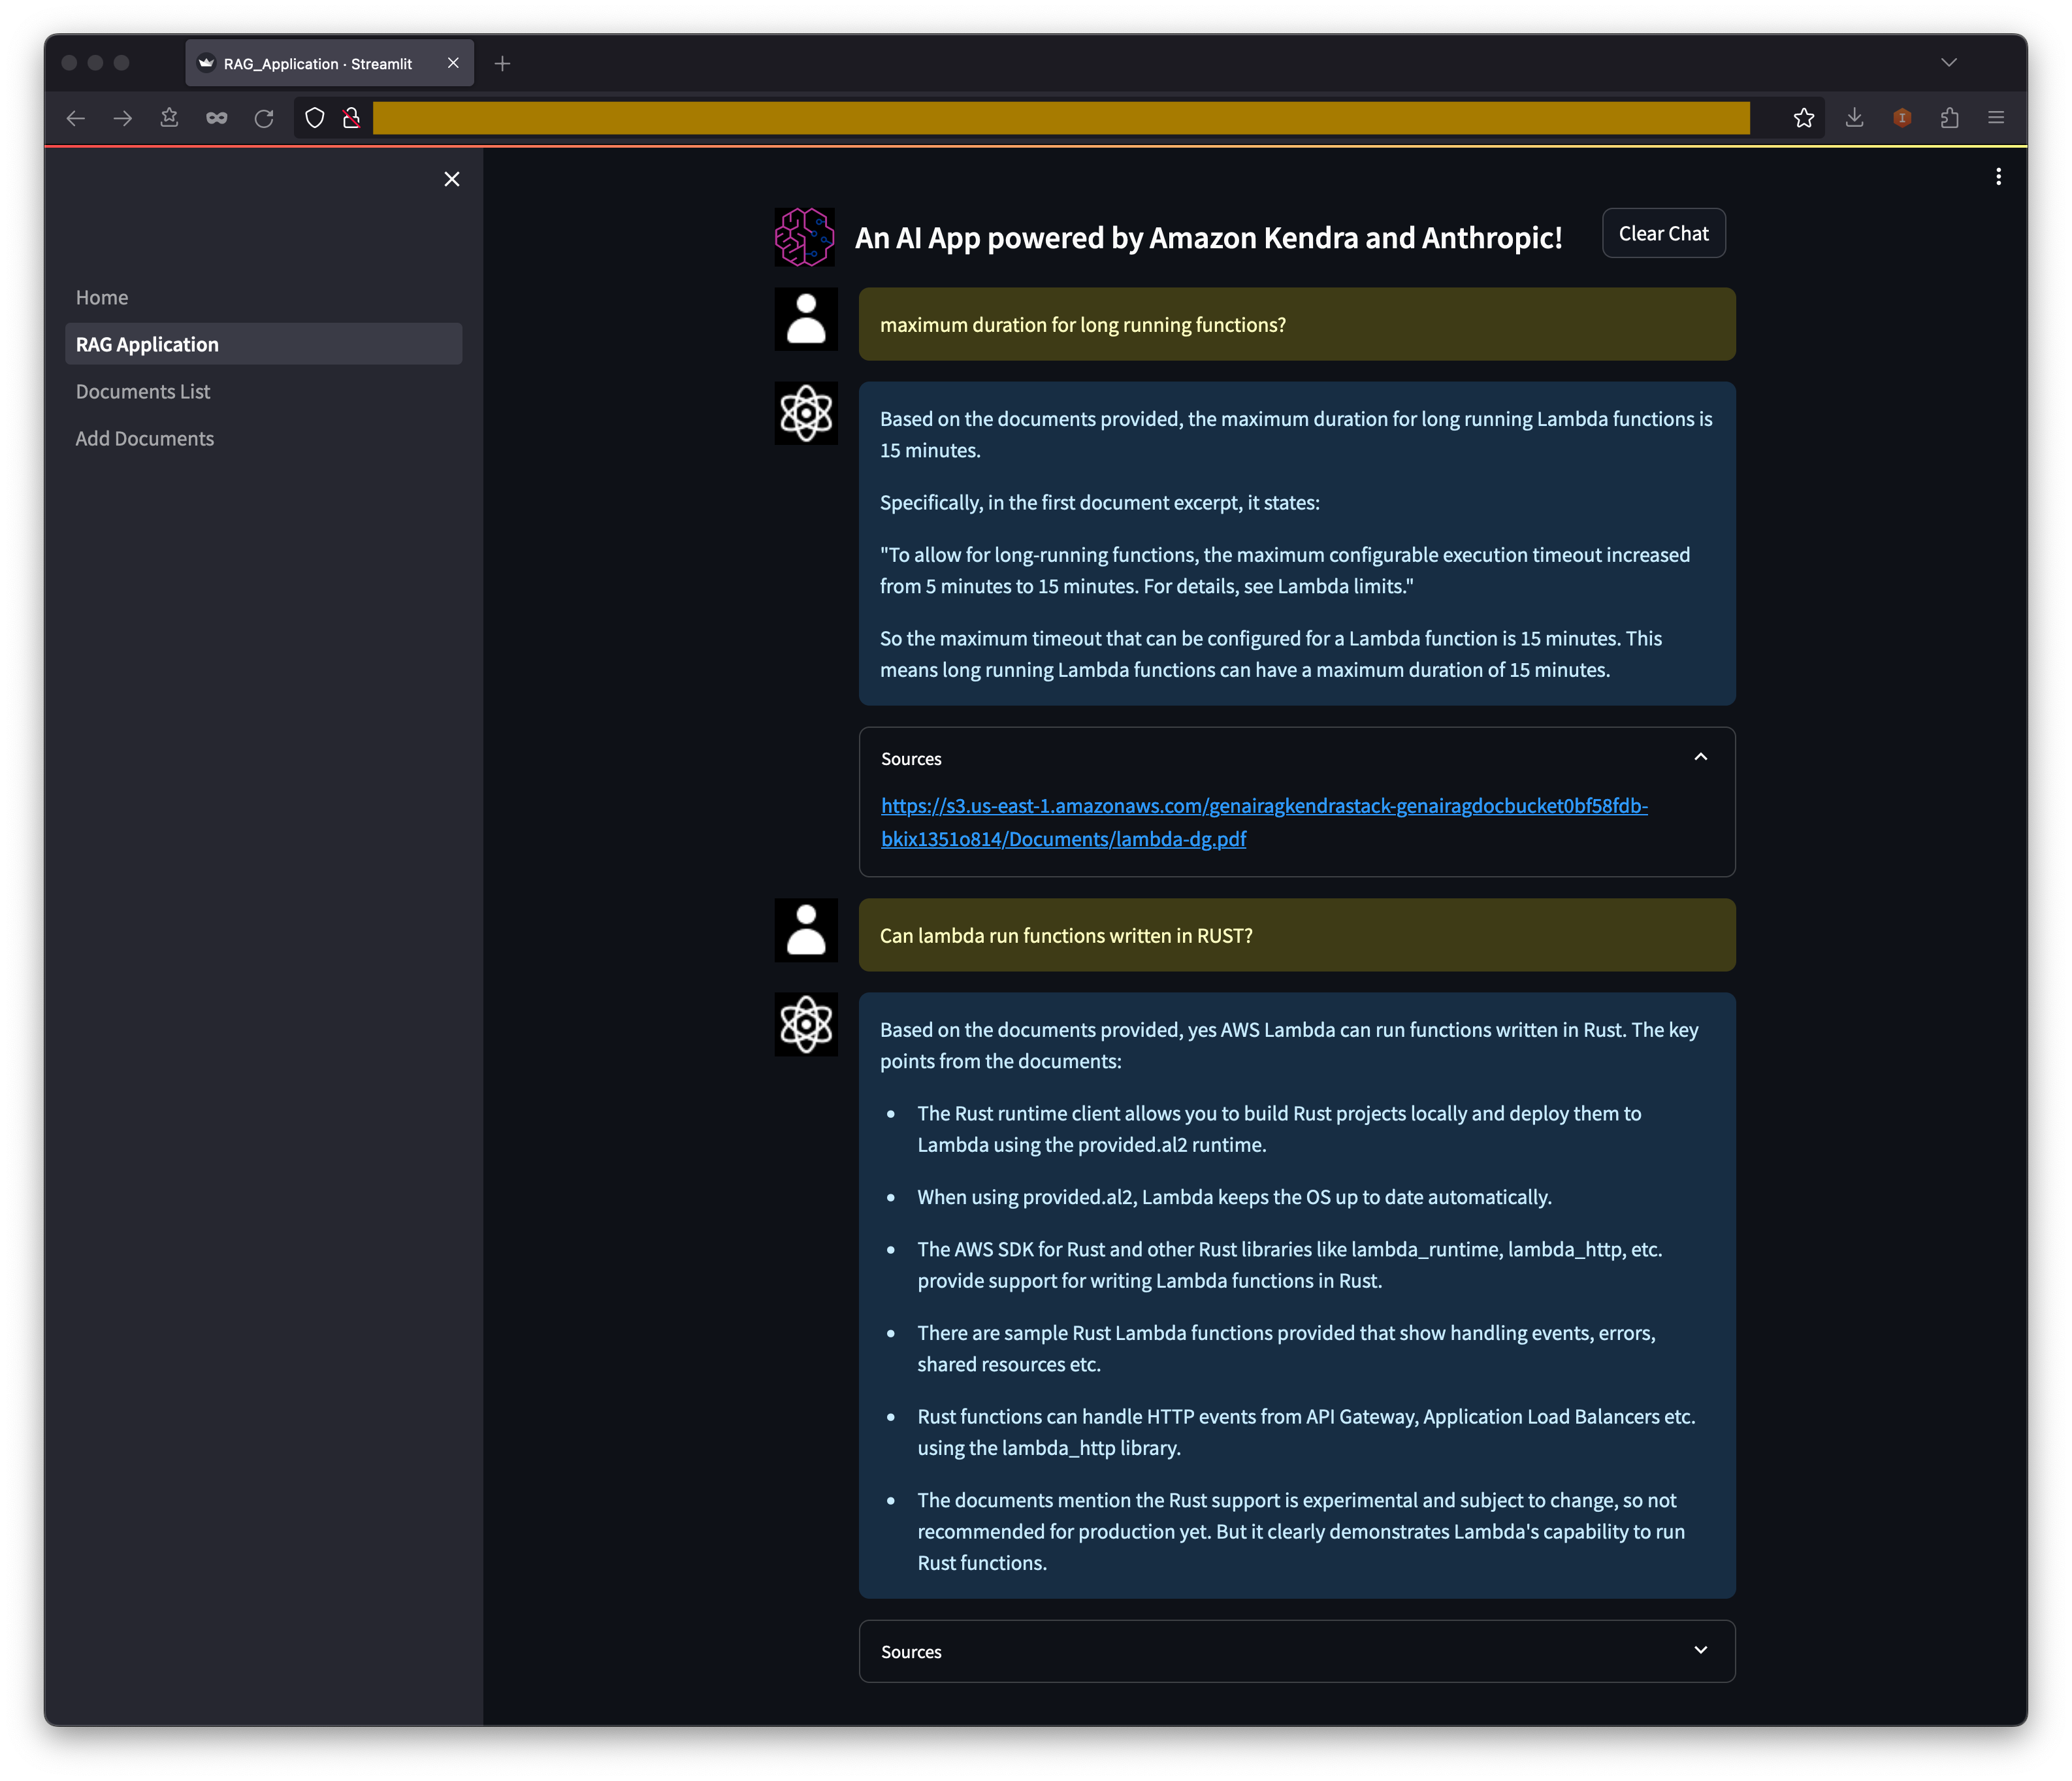 RAG_Application · Streamlit
Home
RAG Application
Documents List
Add Documents
An AI App powered by Amazon Kendra and Anthropic!
Clear Chat
maximum duration for long running functions?
Based on the documents provided, the maximum duration for long running Lambda functions is
15 minutes.
Specifically, in the first document excerpt, it states:
"To allow for long-running functions, the maximum configurable execution timeout increased
from 5 minutes to 15 minutes. For details, see Lambda limits."
So the maximum timeout that can be configured for a Lambda function is 15 minutes. This
means long running Lambda functions can have a maximum duration of 15 minutes.
Sources
https://s3.us-east-1.amazonaws.com/genairagkendrastack-genairagdocbucket0bf58fdb-
bkix1351o814/Documents/lambda-dg.pdf
Can lambda run functions written in RUST?
Based on the documents provided, yes AWS Lambda can run functions written in Rust. The key
points from the documents:
• The Rust runtime client allows you to build Rust projects locally and deploy them to
Lambda using the provided.al2 runtime.
• When using provided.al2, Lambda keeps the OS up to date automatically.
• The AWS SDK for Rust and other Rust libraries like lambda_runtime, lambda_http, etc.
provide support for writing Lambda functions in Rust.
• There are sample Rust Lambda functions provided that show handling events, errors,
shared resources etc.
• Rust functions can handle HTTP events from API Gateway, Application Load Balancers etc.
using the lambda_http library.
• The documents mention the Rust support is experimental and subject to change, so not
recommended for production yet. But it clearly demonstrates Lambda's capability to run
Rust functions.
Sources